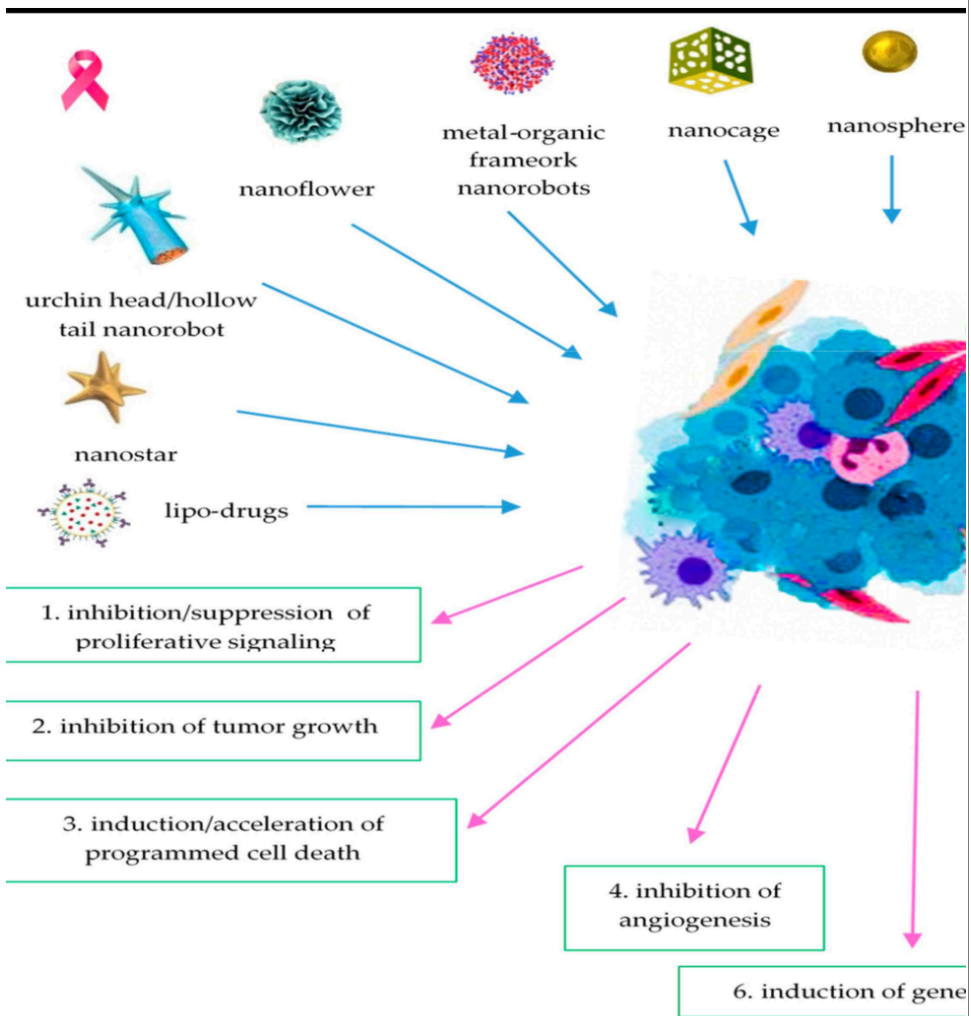 metal-organic
frameork
nanorobots
nanocage
nanosphere
nanoflower
urchin head/hollow
tail nanorobot
nanostar
lipo-drugs
1. inhibition/suppression of
proliferative signaling
2. inhibition of tumor growth
3. induction/acceleration of
programmed cell death
4. inhibition of
angiogenesis
6. induction of gene